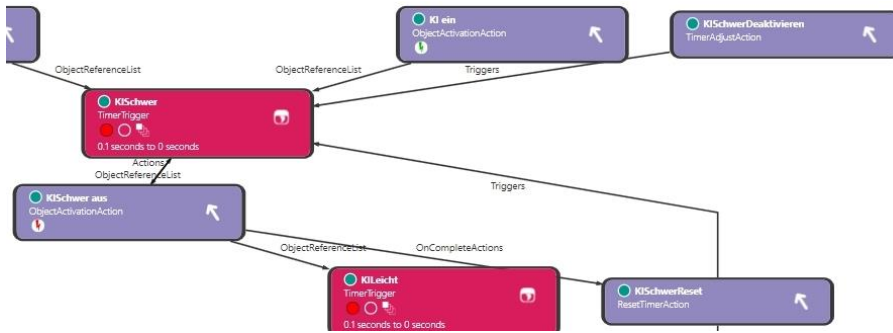 KI ein
ObjectActivationAction
KISchwerDeaktivieren
TimerAdjustAction
ObjectReferenceList
ObjectReferenceList
Triggers
KISchwer
TimerTrigger
0.1 seconds to 0 seconds
Actions
ObjectReferenceList
Triggers
KISchwer aus
ObjectActivationAction
ObjectReferenceList
OnCompleteActions
KILeicht
TimerTrigger
0.1 seconds to 0 seconds
KISchwerReset
ResetTimerAction